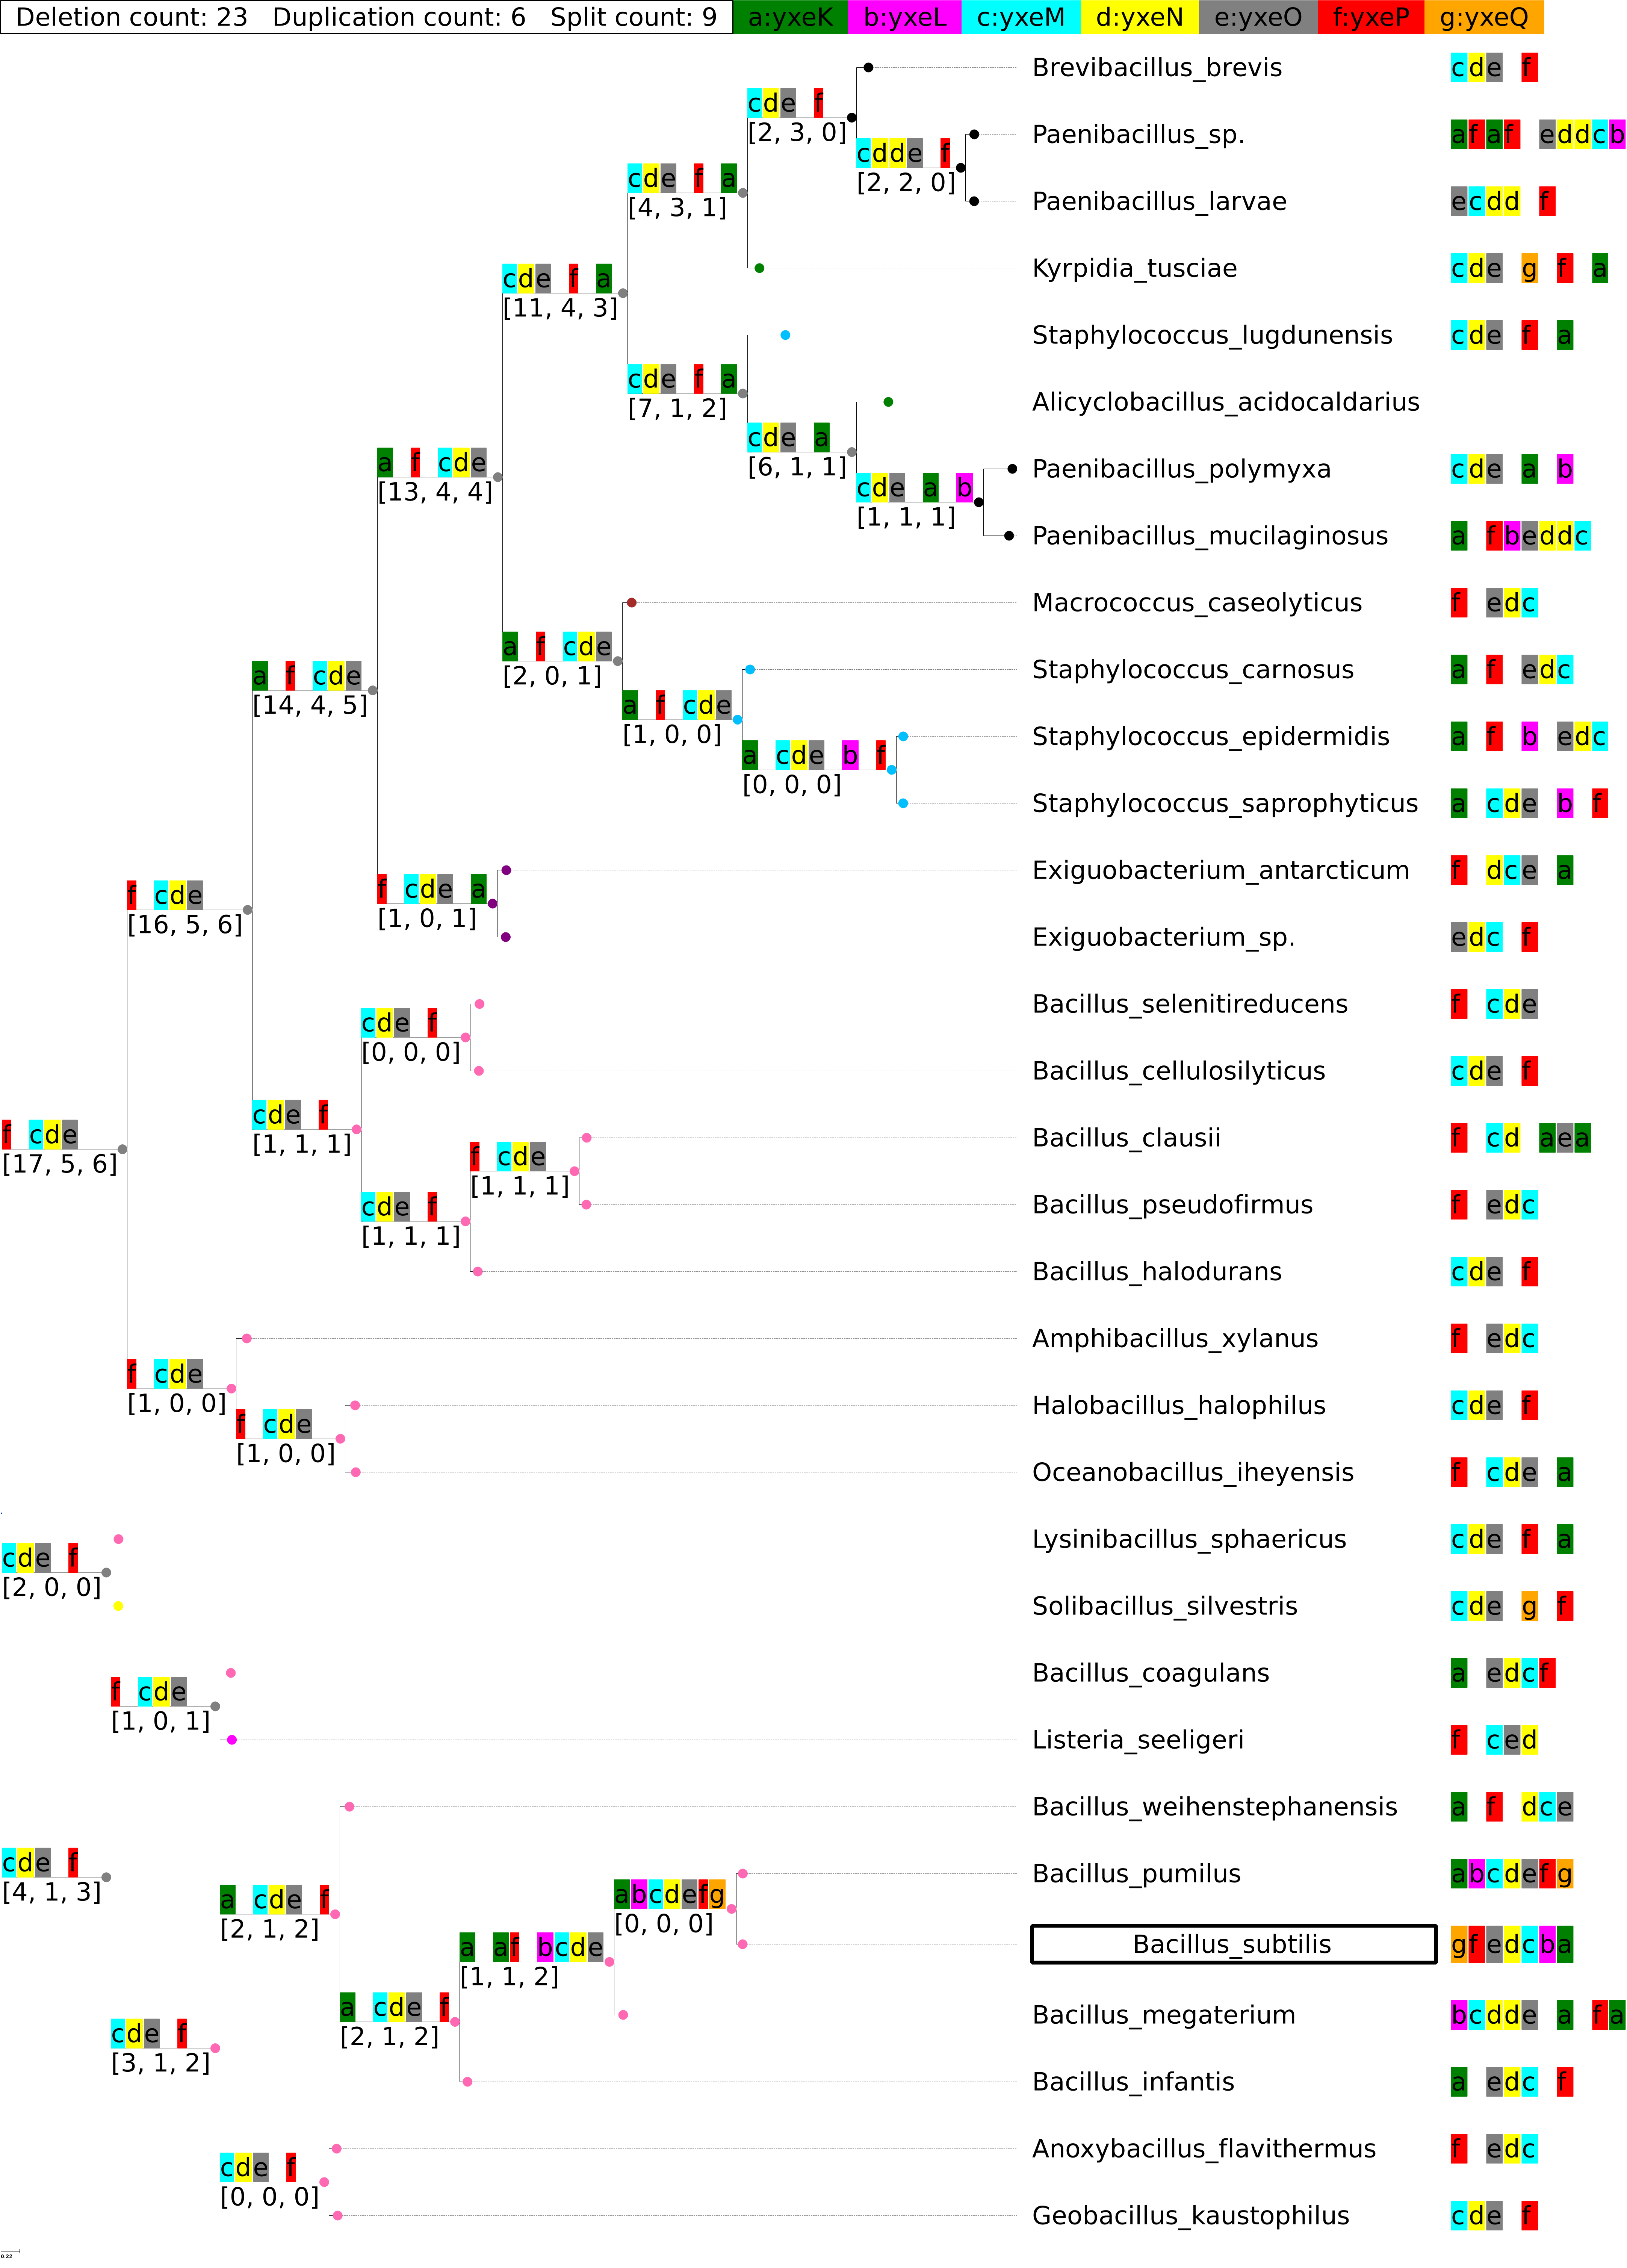 Deletion count: 23 Duplication count: 6 Split count: 9 a:yxeK b:yxeL c:yxeM d:yxeN e:yxeO f:yxeP g:yxeQ
Brevibacillus_brevis cde f
cde f
[2, 3, 0]
Paenibacillus_sp. afaf eddcb
cdde f
[2, 2, 0]
cde f a
[4, 3, 1]
Paenibacillus_larvae ecdd f
Kyrpidia_tusciae cde g f a
cde f a
[11, 4, 3]
Staphylococcus_lugdunensis cde f a
cde f a
[7, 1, 2]
Alicyclobacillus_acidocaldarius
cde a
[6, 1, 1]
a f cde
[13, 4, 4]
Paenibacillus_polymyxa cde a b
cde a b
[1, 1, 1]
Paenibacillus_mucilaginosus a fbeddc
Macrococcus_caseolyticus f edc
a f cde
[2, 0, 1]
a f cde
[14, 4, 5]
Staphylococcus_carnosus a f edc
a f cde
[1, 0, 0]
Staphylococcus_epidermidis a f b edc
a cde b f
[0, 0, 0]
Staphylococcus_saprophyticus a cde b f
Exiguobacterium_antarcticum f dce a
f cde
[16, 5, 6]
f cde a
[1, 0, 1]
Exiguobacterium_sp. edc f
Bacillus_selenitireducens f cde
cde f
[0, 0, 0]
Bacillus_cellulosilyticus cde f
cde f
[1, 1, 1]
f cde
[17, 5, 6]
Bacillus_clausii f cd aea
f cde
[1, 1, 1]
Bacillus_pseudofirmus f edc
cde f
[1, 1, 1]
Bacillus_halodurans cde f
Amphibacillus_xylanus f edc
f cde
[1, 0, 0]
Halobacillus_halophilus cde f
f cde
[1, 0, 0]
Oceanobacillus_iheyensis f cde a
Lysinibacillus_sphaericus cde f a
cde f
[2, 0, 0]
Solibacillus_silvestris cde g f
Bacillus_coagulans a edcf
f cde
[1, 0, 1]
Listeria_seeligeri f ced
Bacillus_weihenstephanensis a f dce
cde f
[4, 1, 3]
Bacillus_pumilus abcdefg
a cde f
[2, 1, 2]
abcdefg
[0, 0, 0]
Bacillus_subtilis gfedcba
a af bcde
[1, 1, 2]
Bacillus_megaterium bcdde a fa
a cde f
[2, 1, 2]
cde f
[3, 1, 2]
Bacillus_infantis a edc f
Anoxybacillus_flavithermus f edc
cde f
[0, 0, 0]
Geobacillus_kaustophilus cde f
0.22